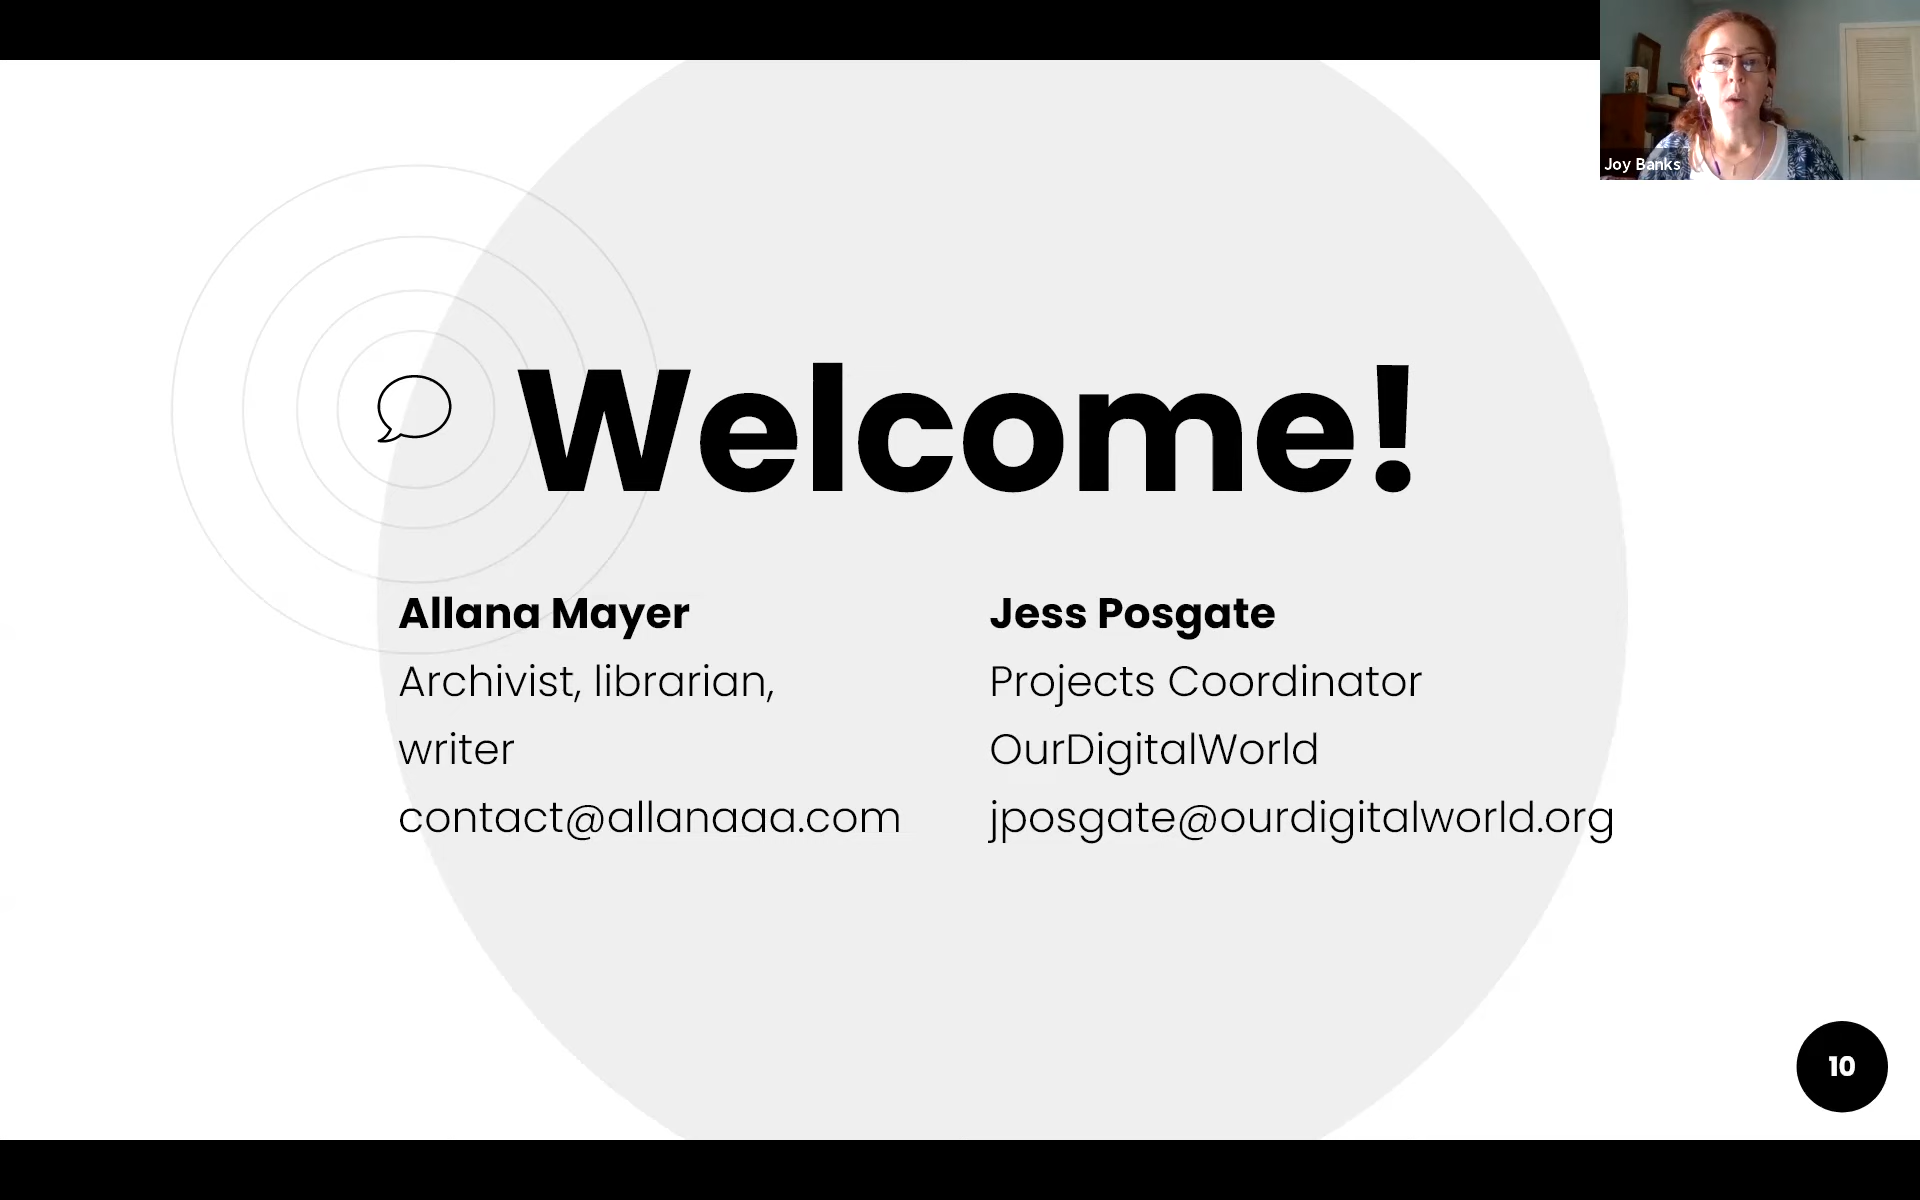 Joy Banks
Welcome!
Allana Mayer
Archivist, librarian,
writer
contact@allanaaa.com
Jess Posgate
Projects Coordinator
OurDigitalWorld
jposgate@ourdigitalworld.org
10